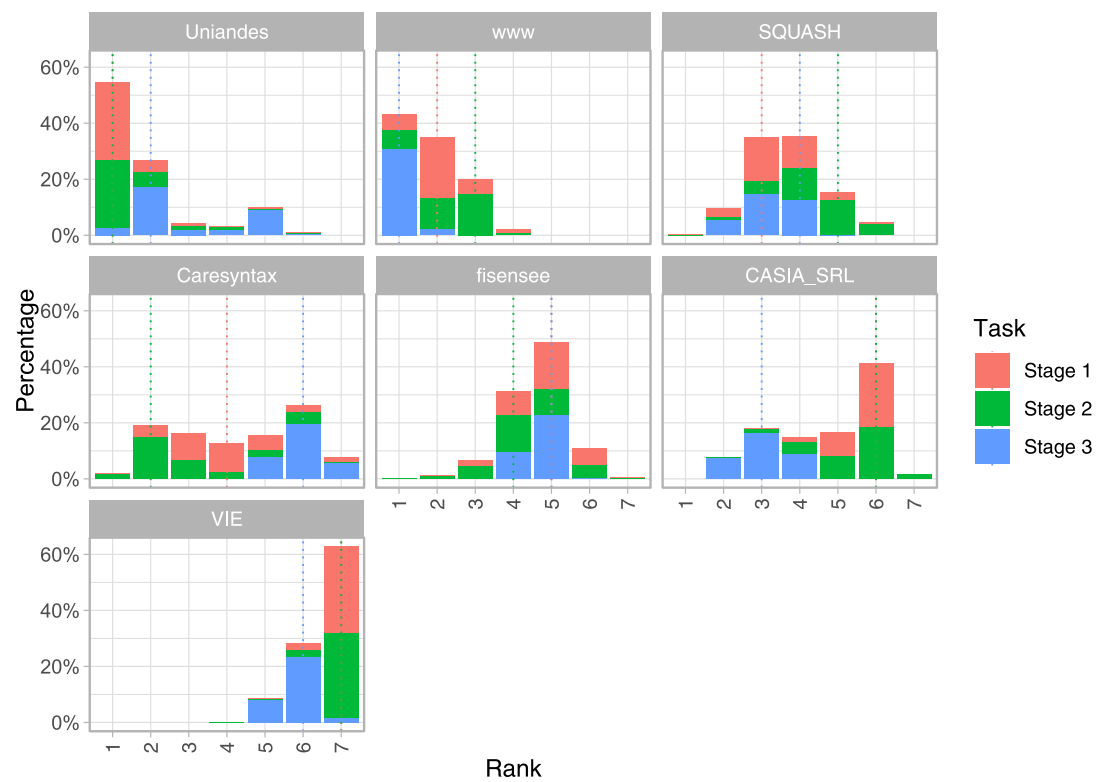 Uniandes
www
SQUASH
60%
40%
20%
0%
Caresyntax
fisensee
CASIA_SRL
60%
40%
20%
0%
1 2 3 4 5 6 7
1 2 3 4 5 6 7
VIE
60%
40%
20%
0%
1 2 3 4 5 6 7
Percentage
Rank
Task
Stage 1
Stage 2
Stage 3